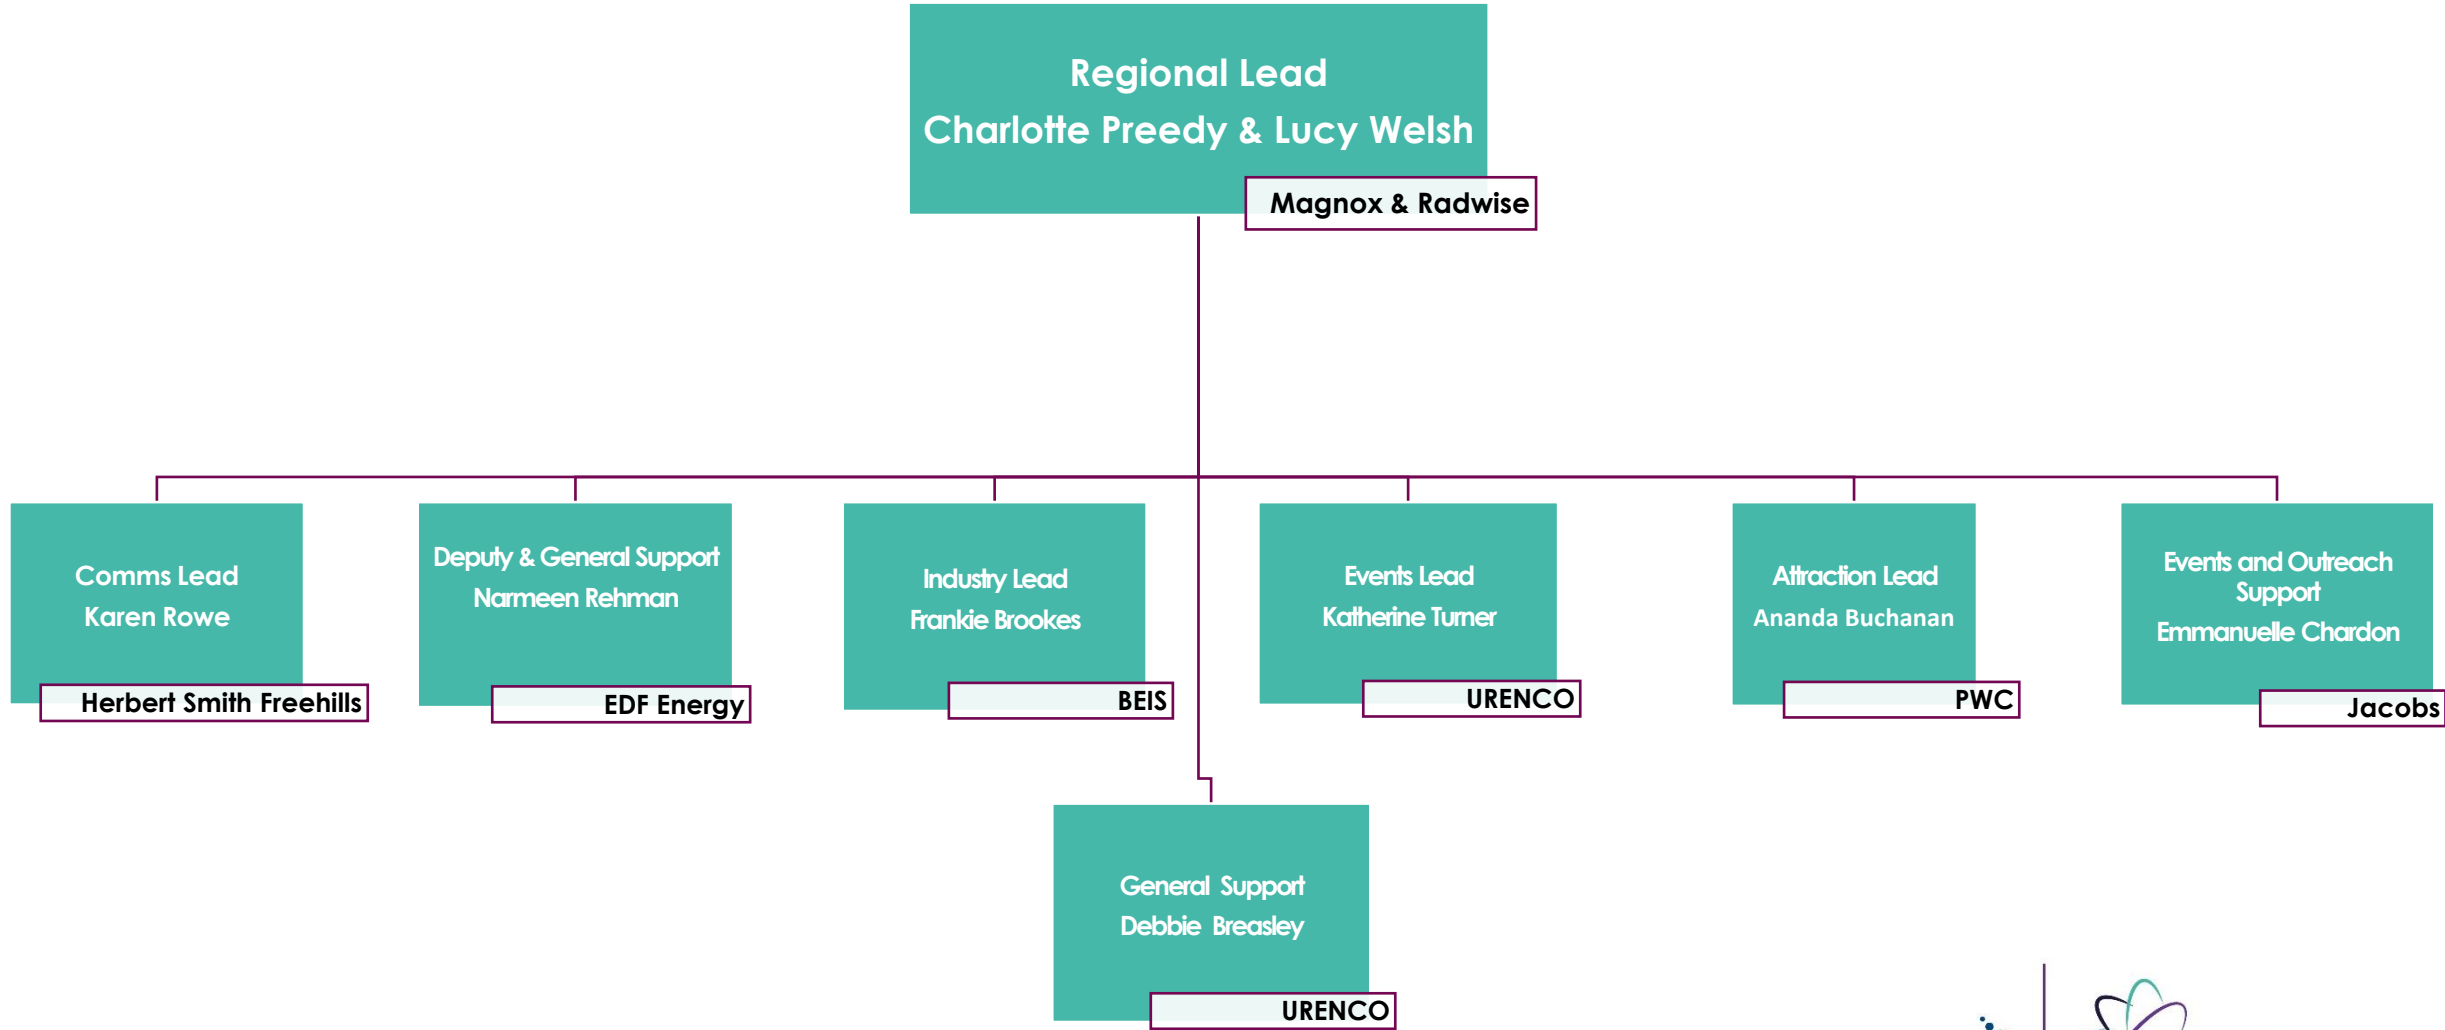 Regional Lead
Charlotte Preedy & Lucy Welsh
Magnox & Radwise
Comms Lead
Karen Rowe
Herbert Smith Freehills
Deputy & General Support
Narmeen Rehman
EDF Energy
Industry Lead
Frankie Brookes
BEIS
Events Lead
Katherine Turner
URENCO
Attraction Lead
Ananda Buchanan
PWC
Events and Outreach
Support
Emmanuelle Chardon
Jacobs
General Support
Debbie Breasley
URENCO